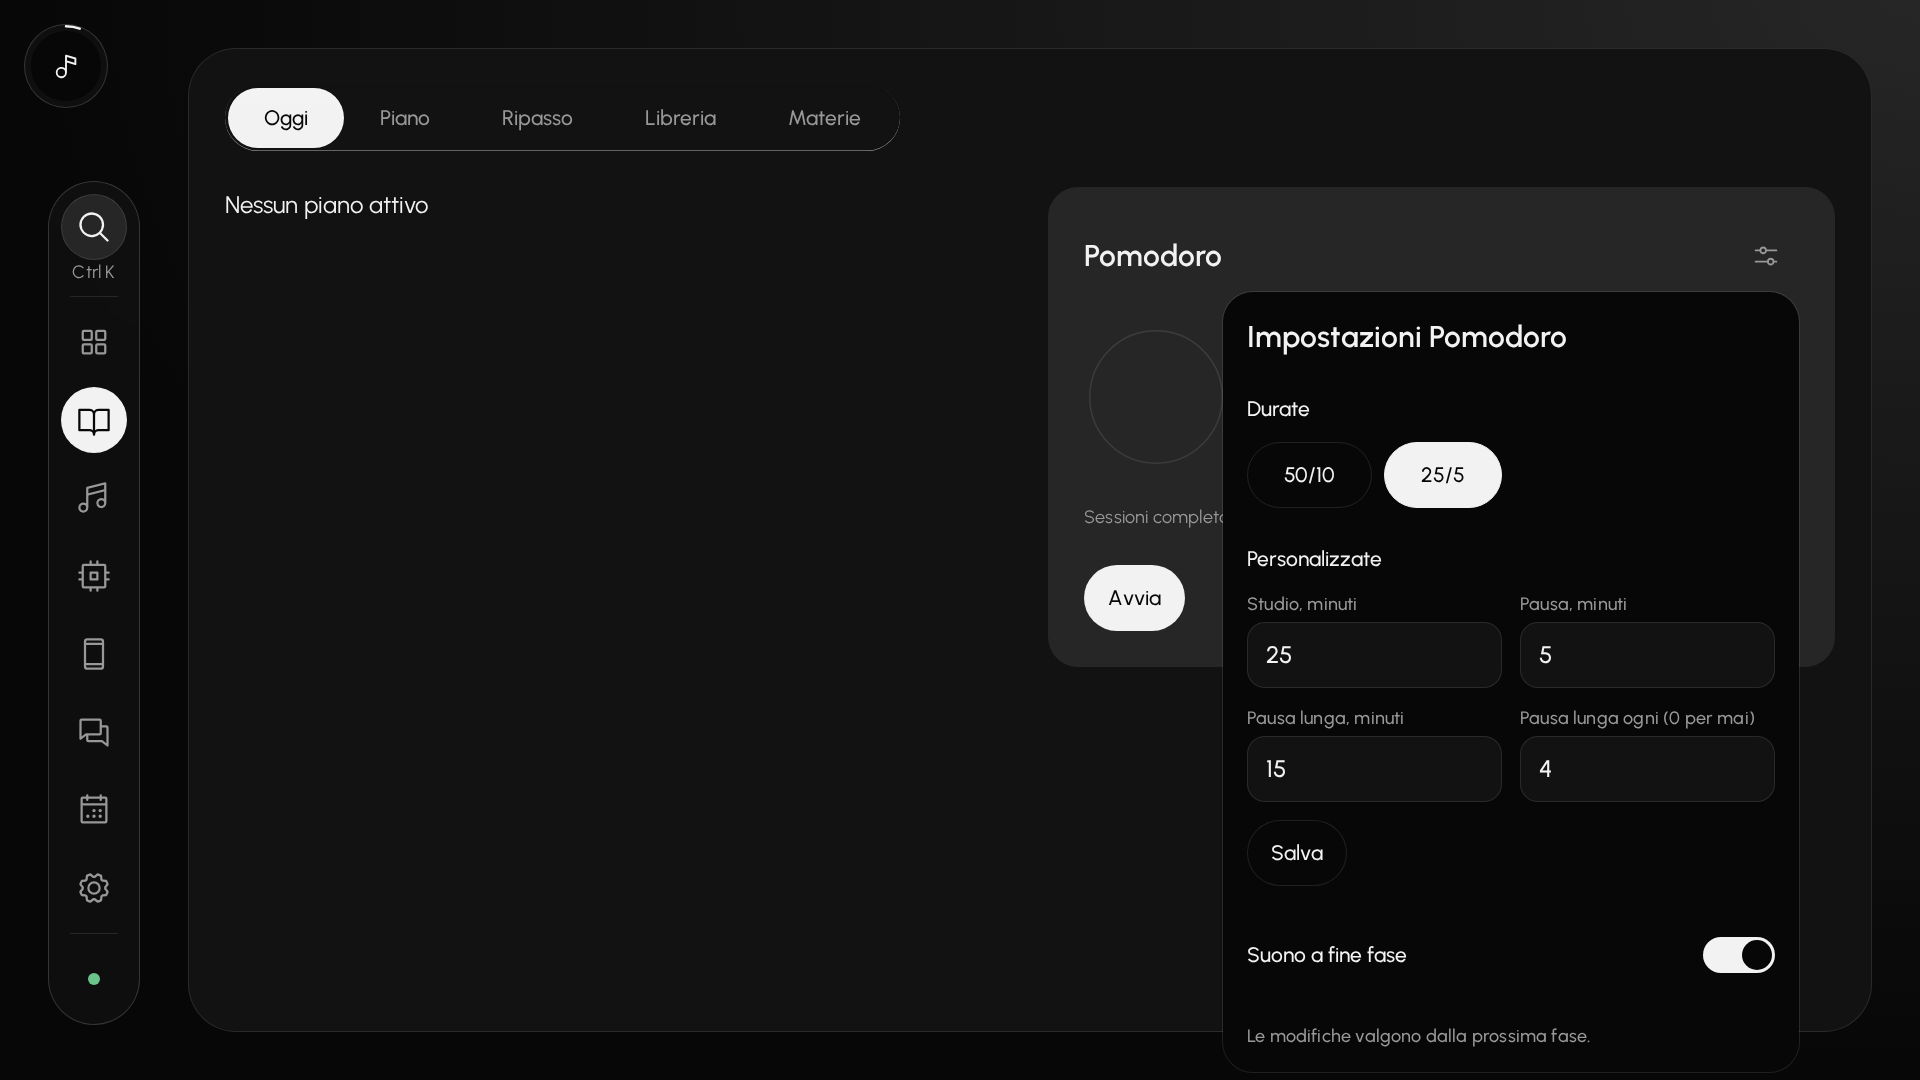 Oggi
Piano
Ripasso
Libreria
Materie
Ctrl K
Nessun piano attivo
Pomodoro
Sessioni complet
Avvia
Impostazioni Pomodoro
Durate
50/10
25/5
Personalizzate
Studio, minuti
Pausa, minuti
25
5
Pausa lunga, minuti
Pausa lunga ogni (0 per mai)
15
4
Salva
Suono a fine fase
Le modifiche valgono dalla prossima fase.